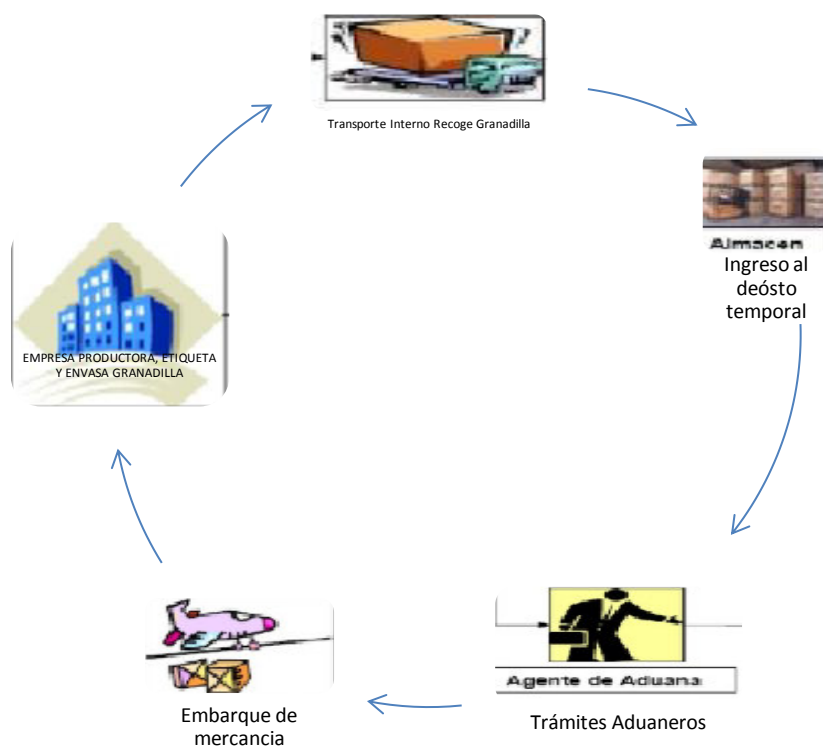 Transporte Interno Recoge Granadilla
Almacen
Ingreso al
deósto
temporal
EMPRESA PRODUCTORA, ETIQUETA
Y ENVASA GRANADILLA
Agente de Aduana
Trámites Aduaneros
Embarque de
mercancia